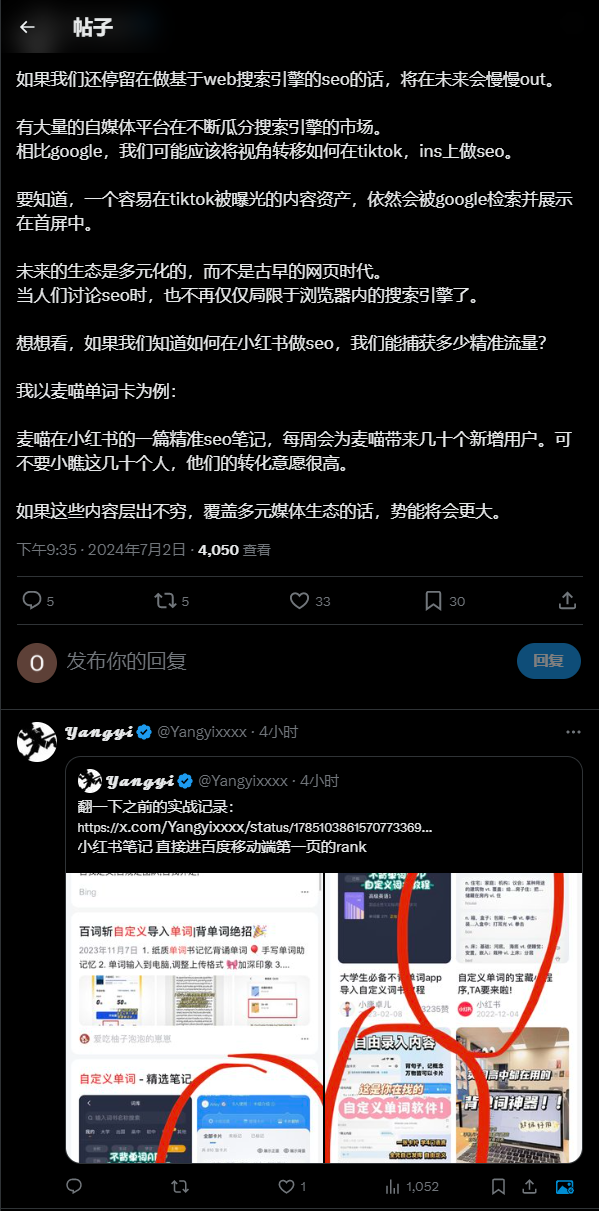 帖子
如果我们还停留在做基于web搜索引擎的seo的话，将在未来会慢慢out。
有大量的自媒体平台在不断瓜分搜索引擎的市场。
相比google，我们可能应该将视角转移如何在tiktok，ins上做seo。
要知道，一个容易在tiktok被曝光的内容资产，依然会被google检索并展示
在首屏中。
未来的生态是多元化的，而不是古早的网页时代。
当人们讨论seo时，也不再仅仅局限于浏览器内的搜索引擎了。
想想看，如果我们知道如何在小红书做seo，我们能捕获多少精准流量？
我以麦喵单词卡为例：
麦喵在小红书的一篇精准seo笔记，每周会为麦喵带来几十个新增用户。可
不要小瞧这几十个人，他们的转化意愿很高。
如果这些内容层出不穷，覆盖多元媒体生态的话，势能将会更大。
下午9:35 · 2024年7月2日 · 4,050 查看
5 5 33 30
O 发布你的回复 回复
Yangyi @Yangyixxxx · 4小时
Yangyi @Yangyixxxx · 4小时
翻一下之前的实战记录：
https://x.com/Yangyixxxx/status/1785103861570773369...
小红书笔记 直接进百度移动端第一页的rank
Bing
百词斩自定义导入单词|背单词绝招🎉
2023年11月7日 1. 纸质单词书记忆背诵单词 🎈 手写单词助
记忆 2. 单词输入到电脑,调整上传格式 🎀加深印象 3....
爱吃柚子泡泡的崽崽
自定义单词 - 精选笔记
大学生必备不
单词app
导入自定义词
教程
3235赞
自定义单词的宝藏小程
序,TA要来啦！
小红书
2022-12-04
自由录入内容
背句子、记概念
万物皆可以卡片
这是你在找的
自定义单词软件！
背单词神器！！
1 1,052